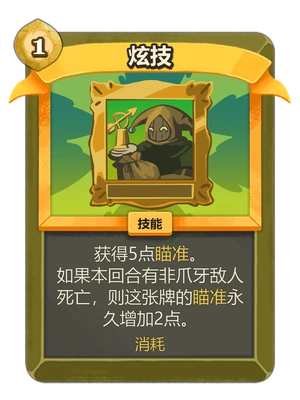 1
炫技
技能
获得5点瞄准。
如果本回合有非爪牙敌人
死亡，则这张牌的瞄准永
久增加2点。
消耗